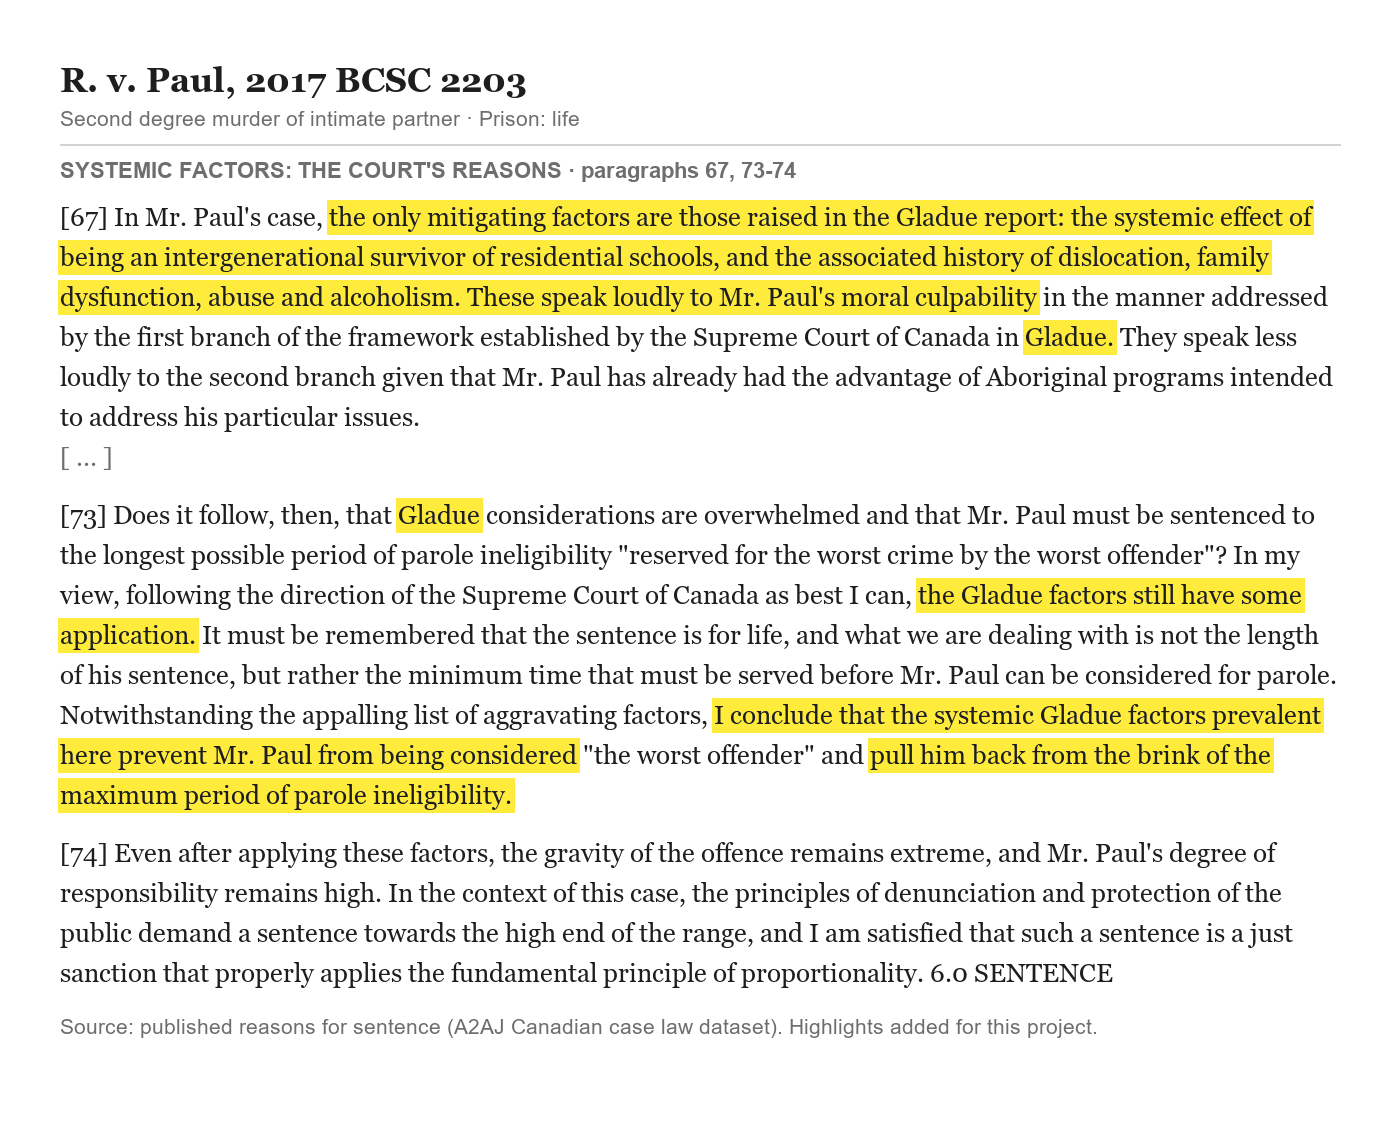 R. v. Paul, 2017 BCSC 2203
Second degree murder of intimate partner · Prison: life
SYSTEMIC FACTORS: THE COURT'S REASONS · paragraphs 67, 73-74
[67] In Mr. Paul's case, the only mitigating factors are those raised in the Gladue report: the systemic effect of
being an intergenerational survivor of residential schools, and the associated history of dislocation, family
dysfunction, abuse and alcoholism. These speak loudly to Mr. Paul's moral culpability in the manner addressed
by the first branch of the framework established by the Supreme Court of Canada in Gladue. They speak less
loudly to the second branch given that Mr. Paul has already had the advantage of Aboriginal programs intended
to address his particular issues.
[ ... ]
[73] Does it follow, then, that Gladue considerations are overwhelmed and that Mr. Paul must be sentenced to
the longest possible period of parole ineligibility "reserved for the worst crime by the worst offender"? In my
view, following the direction of the Supreme Court of Canada as best I can, the Gladue factors still have some
application. It must be remembered that the sentence is for life, and what we are dealing with is not the length
of his sentence, but rather the minimum time that must be served before Mr. Paul can be considered for parole.
Notwithstanding the appalling list of aggravating factors, I conclude that the systemic Gladue factors prevalent
here prevent Mr. Paul from being considered "the worst offender" and pull him back from the brink of the
maximum period of parole ineligibility.
[74] Even after applying these factors, the gravity of the offence remains extreme, and Mr. Paul's degree of
responsibility remains high. In the context of this case, the principles of denunciation and protection of the
public demand a sentence towards the high end of the range, and I am satisfied that such a sentence is a just
sanction that properly applies the fundamental principle of proportionality. 6.0 SENTENCE
Source: published reasons for sentence (A2AJ Canadian case law dataset). Highlights added for this project.